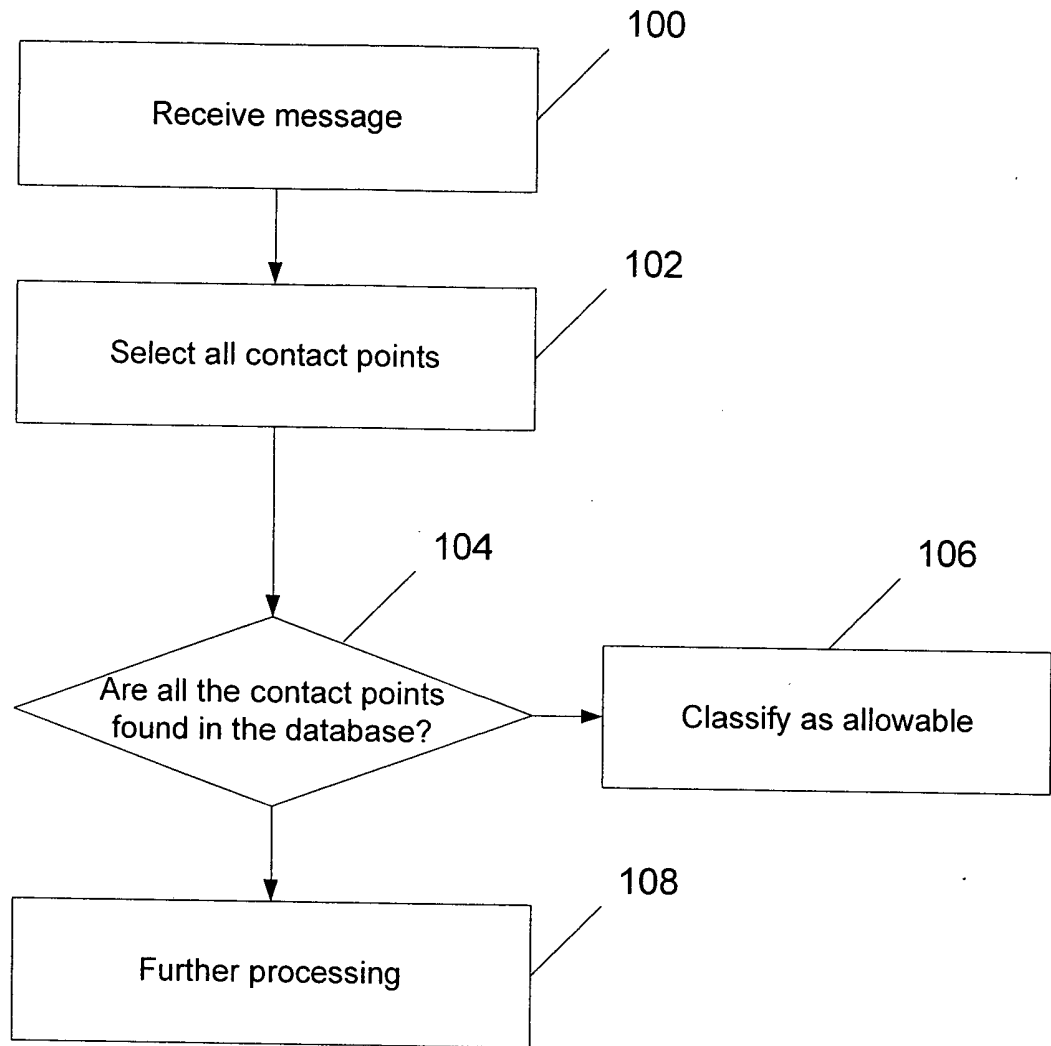 100
Receive message
102
Select all contact points
104
106
Are all the contact points
found in the database?
Classify as allowable
108
Further processing